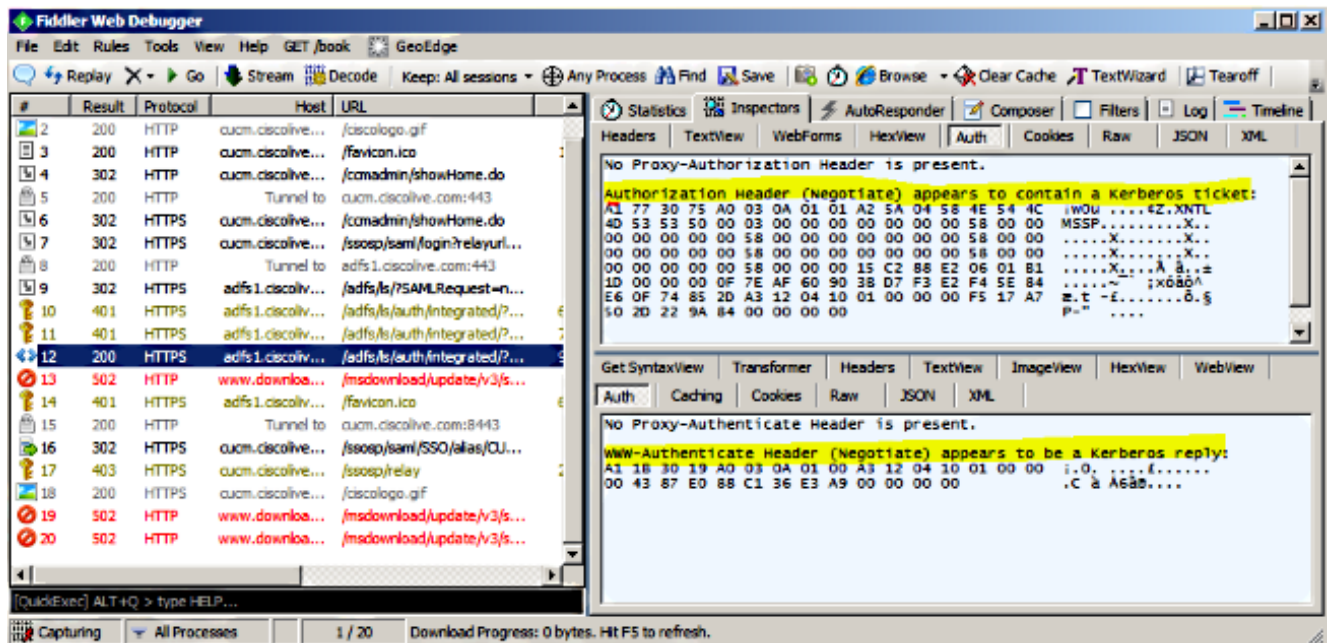 Fiddler Web Debugger
File Edit Rules Tools View Help GET /book GeoEdge
Replay Go Stream Decode Keep: All sessions Any Process Find Save Browse Clear Cache TextWizard Tearoff
# Result Protocol Host URL
2 200 HTTP cucm.ciscolive... /ciscologo.gif
3 200 HTTP cucm.ciscolive... /favicon.ico
4 302 HTTP cucm.ciscolive... /ccmadmin/showHome.do
5 200 HTTP Tunnel to cucm.ciscolive.com:443
6 302 HTTPS cucm.ciscolive... /ccmadmin/showHome.do
7 302 HTTPS cucm.ciscolive... /ssosp/saml/login?relayurl...
8 200 HTTP Tunnel to adfs1.ciscolive.com:443
9 302 HTTPS adfs1.ciscoliv... /adfs/ls/?SAMLRequest=n...
10 401 HTTPS adfs1.ciscoliv... /adfs/ls/auth/integrated/?...
11 401 HTTPS adfs1.ciscoliv... /adfs/ls/auth/integrated/?...
12 200 HTTPS adfs1.ciscoliv... /adfs/ls/auth/integrated/?...
13 502 HTTP www.downloa... /msdownload/update/v3/s...
14 401 HTTPS adfs1.ciscoliv... /favicon.ico
15 200 HTTP Tunnel to cucm.ciscolive.com:8443
16 302 HTTPS cucm.ciscolive... /ssosp/saml/SSO/alias/CU...
17 403 HTTPS cucm.ciscolive... /ssosp/relay
18 200 HTTPS cucm.ciscolive... /ciscologo.gif
19 502 HTTP www.downloa... /msdownload/update/v3/s...
20 502 HTTP www.downloa... /msdownload/update/v3/s...
[QuickExec] ALT+Q > type HELP...
Statistics Inspectors AutoResponder Composer Filters Log Timeline
Headers TextView WebForms HexView Auth Cookies Raw JSON XML
No Proxy-Authorization Header is present.
Authorization Header (Negotiate) appears to contain a Kerberos ticket:
A1 77 30 75 A0 03 0A 01 01 A2 5A 04 58 4E 54 4C ¡w0u ....¢Z.XNTL
4D 53 53 50 00 03 00 00 00 00 00 00 00 58 00 00 MSSP.........X..
00 00 00 00 00 58 00 00 00 00 00 00 00 58 00 00 .....X.......X..
00 00 00 00 00 58 00 00 00 00 00 00 00 58 00 00 .....X.......X..
00 00 00 00 00 58 00 00 00 15 C2 88 E2 06 01 B1
1D 00 00 00 0F 7E AF 60 90 3B D7 F3 E2 F4 5E 84
E6 0F 74 85 2D A3 12 04 10 01 00 00 00 F5 17 A7
50 2D 22 9A 84 00 00 00 00
Get SyntaxView Transformer Headers TextView ImageView HexView WebView
Auth Caching Cookies Raw JSON XML
No Proxy-Authenticate Header is present.
WWW-Authenticate Header (Negotiate) appears to be a Kerberos reply:
A1 1B 30 19 A0 03 0A 01 00 A3 12 04 10 01 00 00
00 43 87 E0 88 C1 36 E3 A9 00 00 00 00
Capturing All Processes 1 / 20 Download Progress: 0 bytes. Hit F5 to refresh.